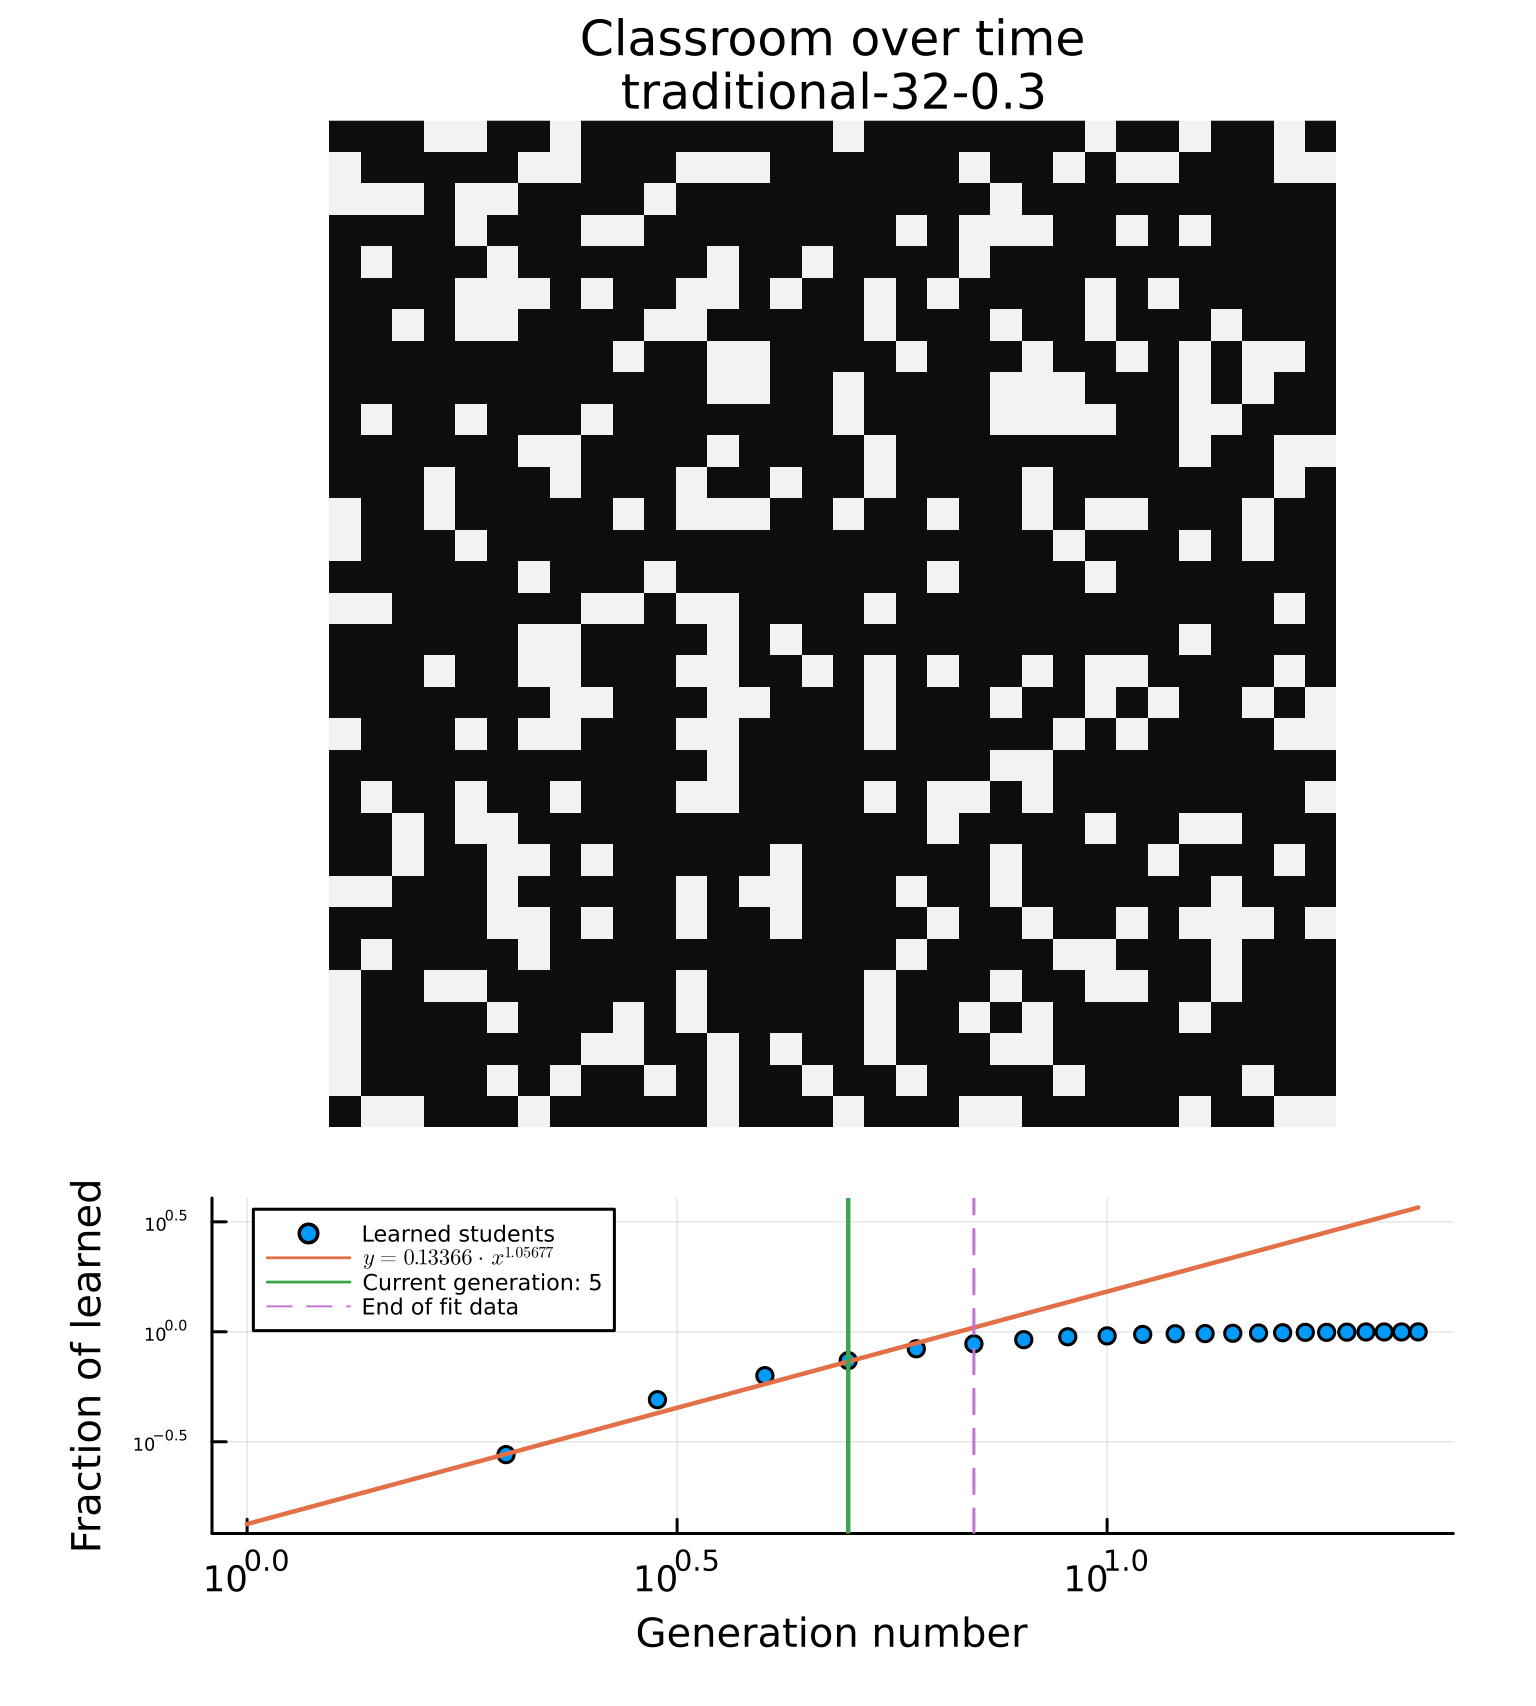 Classroom over time
traditional-32-0.3
Fraction of learned
10^0.5
10^0.0
10^−0.5
Learned students
y = 0.13366 · x^1.05677
Current generation: 5
End of fit data
10^0.0 10^0.5 10^1.0
Generation number